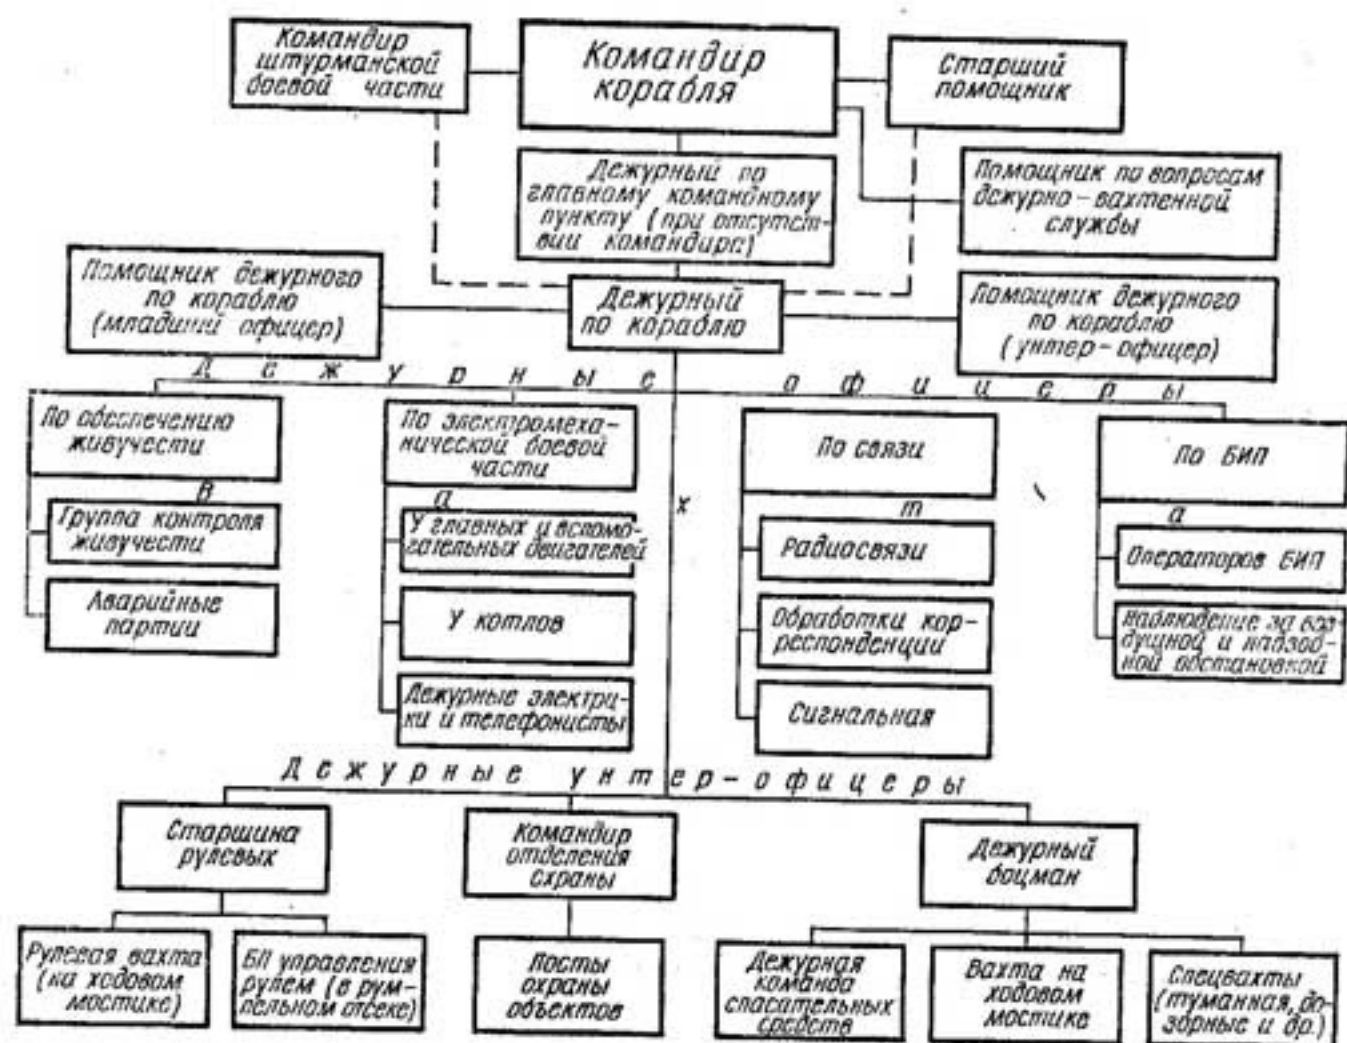 Командир
штурманской
боевой части
Командир
корабля
Старший
помощник
Дежурный по
главному командному
пункту (при отсутст-
вии командира)
Помощник по вопросам
дежурно-вахтенной
службы
Помощник дежурного
по кораблю
(младший офицер)
Дежурный
по кораблю
Помощник дежурного
по кораблю
(унтер-офицер)
Дежурные офицеры
По обеспечению
живучести
По электромеха-
нической боевой
части
По связи
По БИП
В а х т а
Группа контроля
живучести
У главных и вспомо-
гательных двигателей
Радиосвязи
Операторов БИП
Аварийные
партии
У котлов
Обработки кор-
респонденции
Наблюдение за воз-
душной и надвод-
ной обстановкой
Дежурные электри-
ки и телефонисты
Сигнальная
Дежурные унтер-офицеры
Старшина
рулевых
Командир
отделения
охраны
Дежурный
боцман
Рулевая вахта
(на ходовом
мостике)
БП управления
рулем (в рум-
пельном отсеке)
Посты
охраны
объектов
Дежурная
команда
спасательных
средств
Вахта на
ходовом
мостике
Спецвахты
(туманная, до-
зорные и др.)